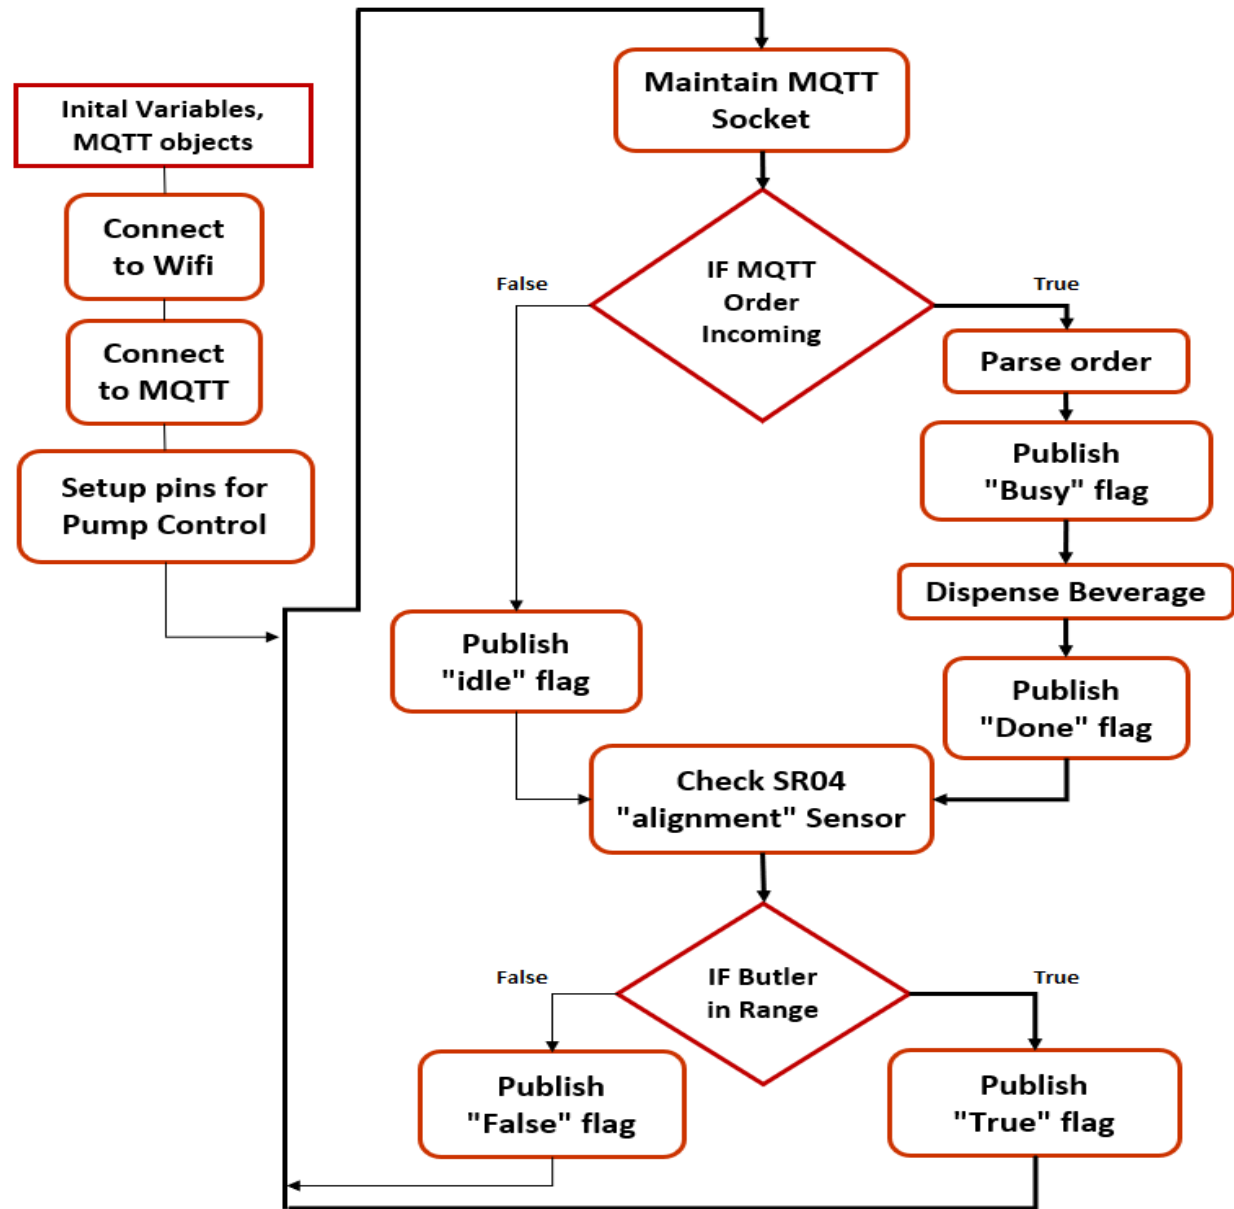 Inital Variables,
MQTT objects
Connect
to Wifi
Connect
to MQTT
Setup pins for
Pump Control
Maintain MQTT
Socket
IF MQTT
Order
Incoming
False
True
Parse order
Publish
"Busy" flag
Dispense Beverage
Publish
"Done" flag
Publish
"idle" flag
Check SR04
"alignment" Sensor
IF Butler
in Range
False
True
Publish
"False" flag
Publish
"True" flag